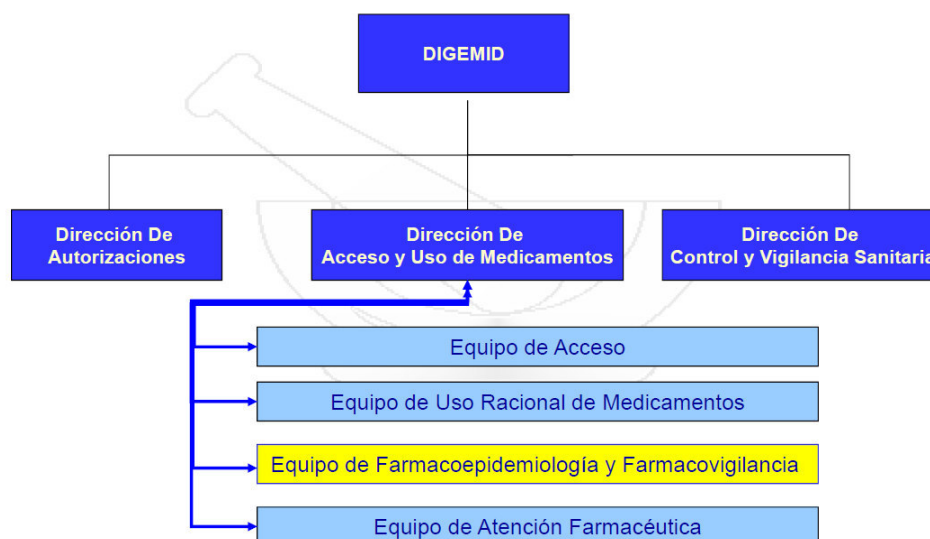 DIGEMID
Dirección De
Autorizaciones
Dirección De
Acceso y Uso de Medicamentos
Dirección De
Control y Vigilancia Sanitaria
Equipo de Acceso
Equipo de Uso Racional de Medicamentos
Equipo de Farmacoepidemiología y Farmacovigilancia
Equipo de Atención Farmacéutica